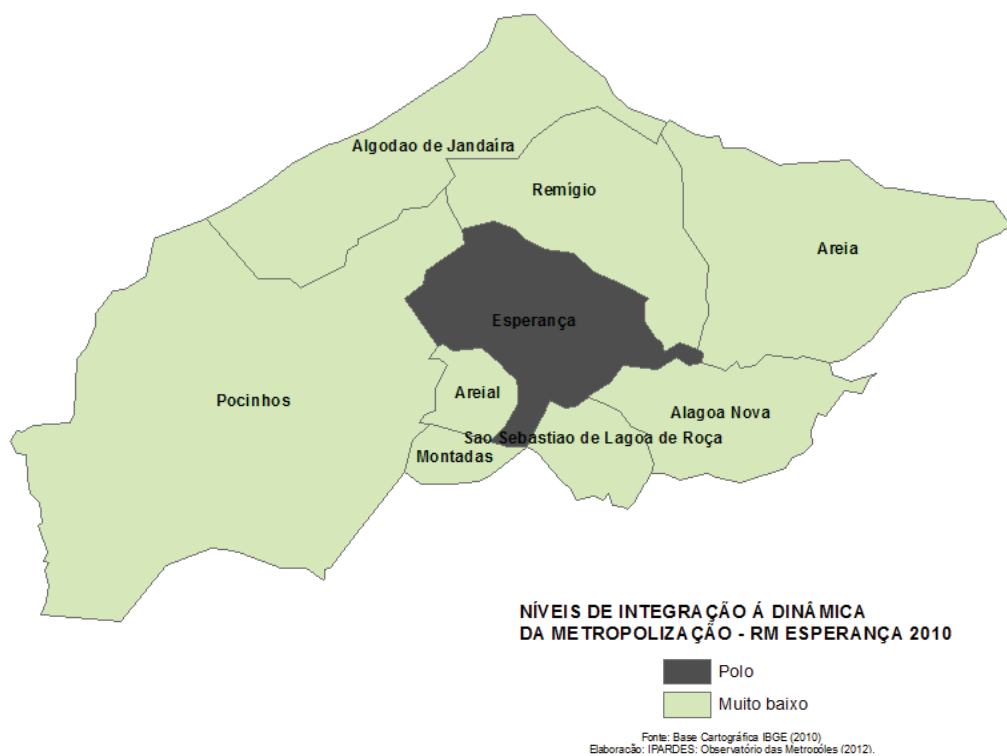 Algodao de Jandaíra
Remígio
Areia
Esperança
Pocinhos
Areial
Alagoa Nova
Sao Sebastiao de Lagoa de Roça
Montadas
NÍVEIS DE INTEGRAÇÃO Á DINÂMICA
DA METROPOLIZAÇÃO - RM ESPERANÇA 2010
Polo
Muito baixo
Fonte: Base Cartográfica IBGE (2010)
Elaboração: IPARDES; Observatório das Metropóles (2012).